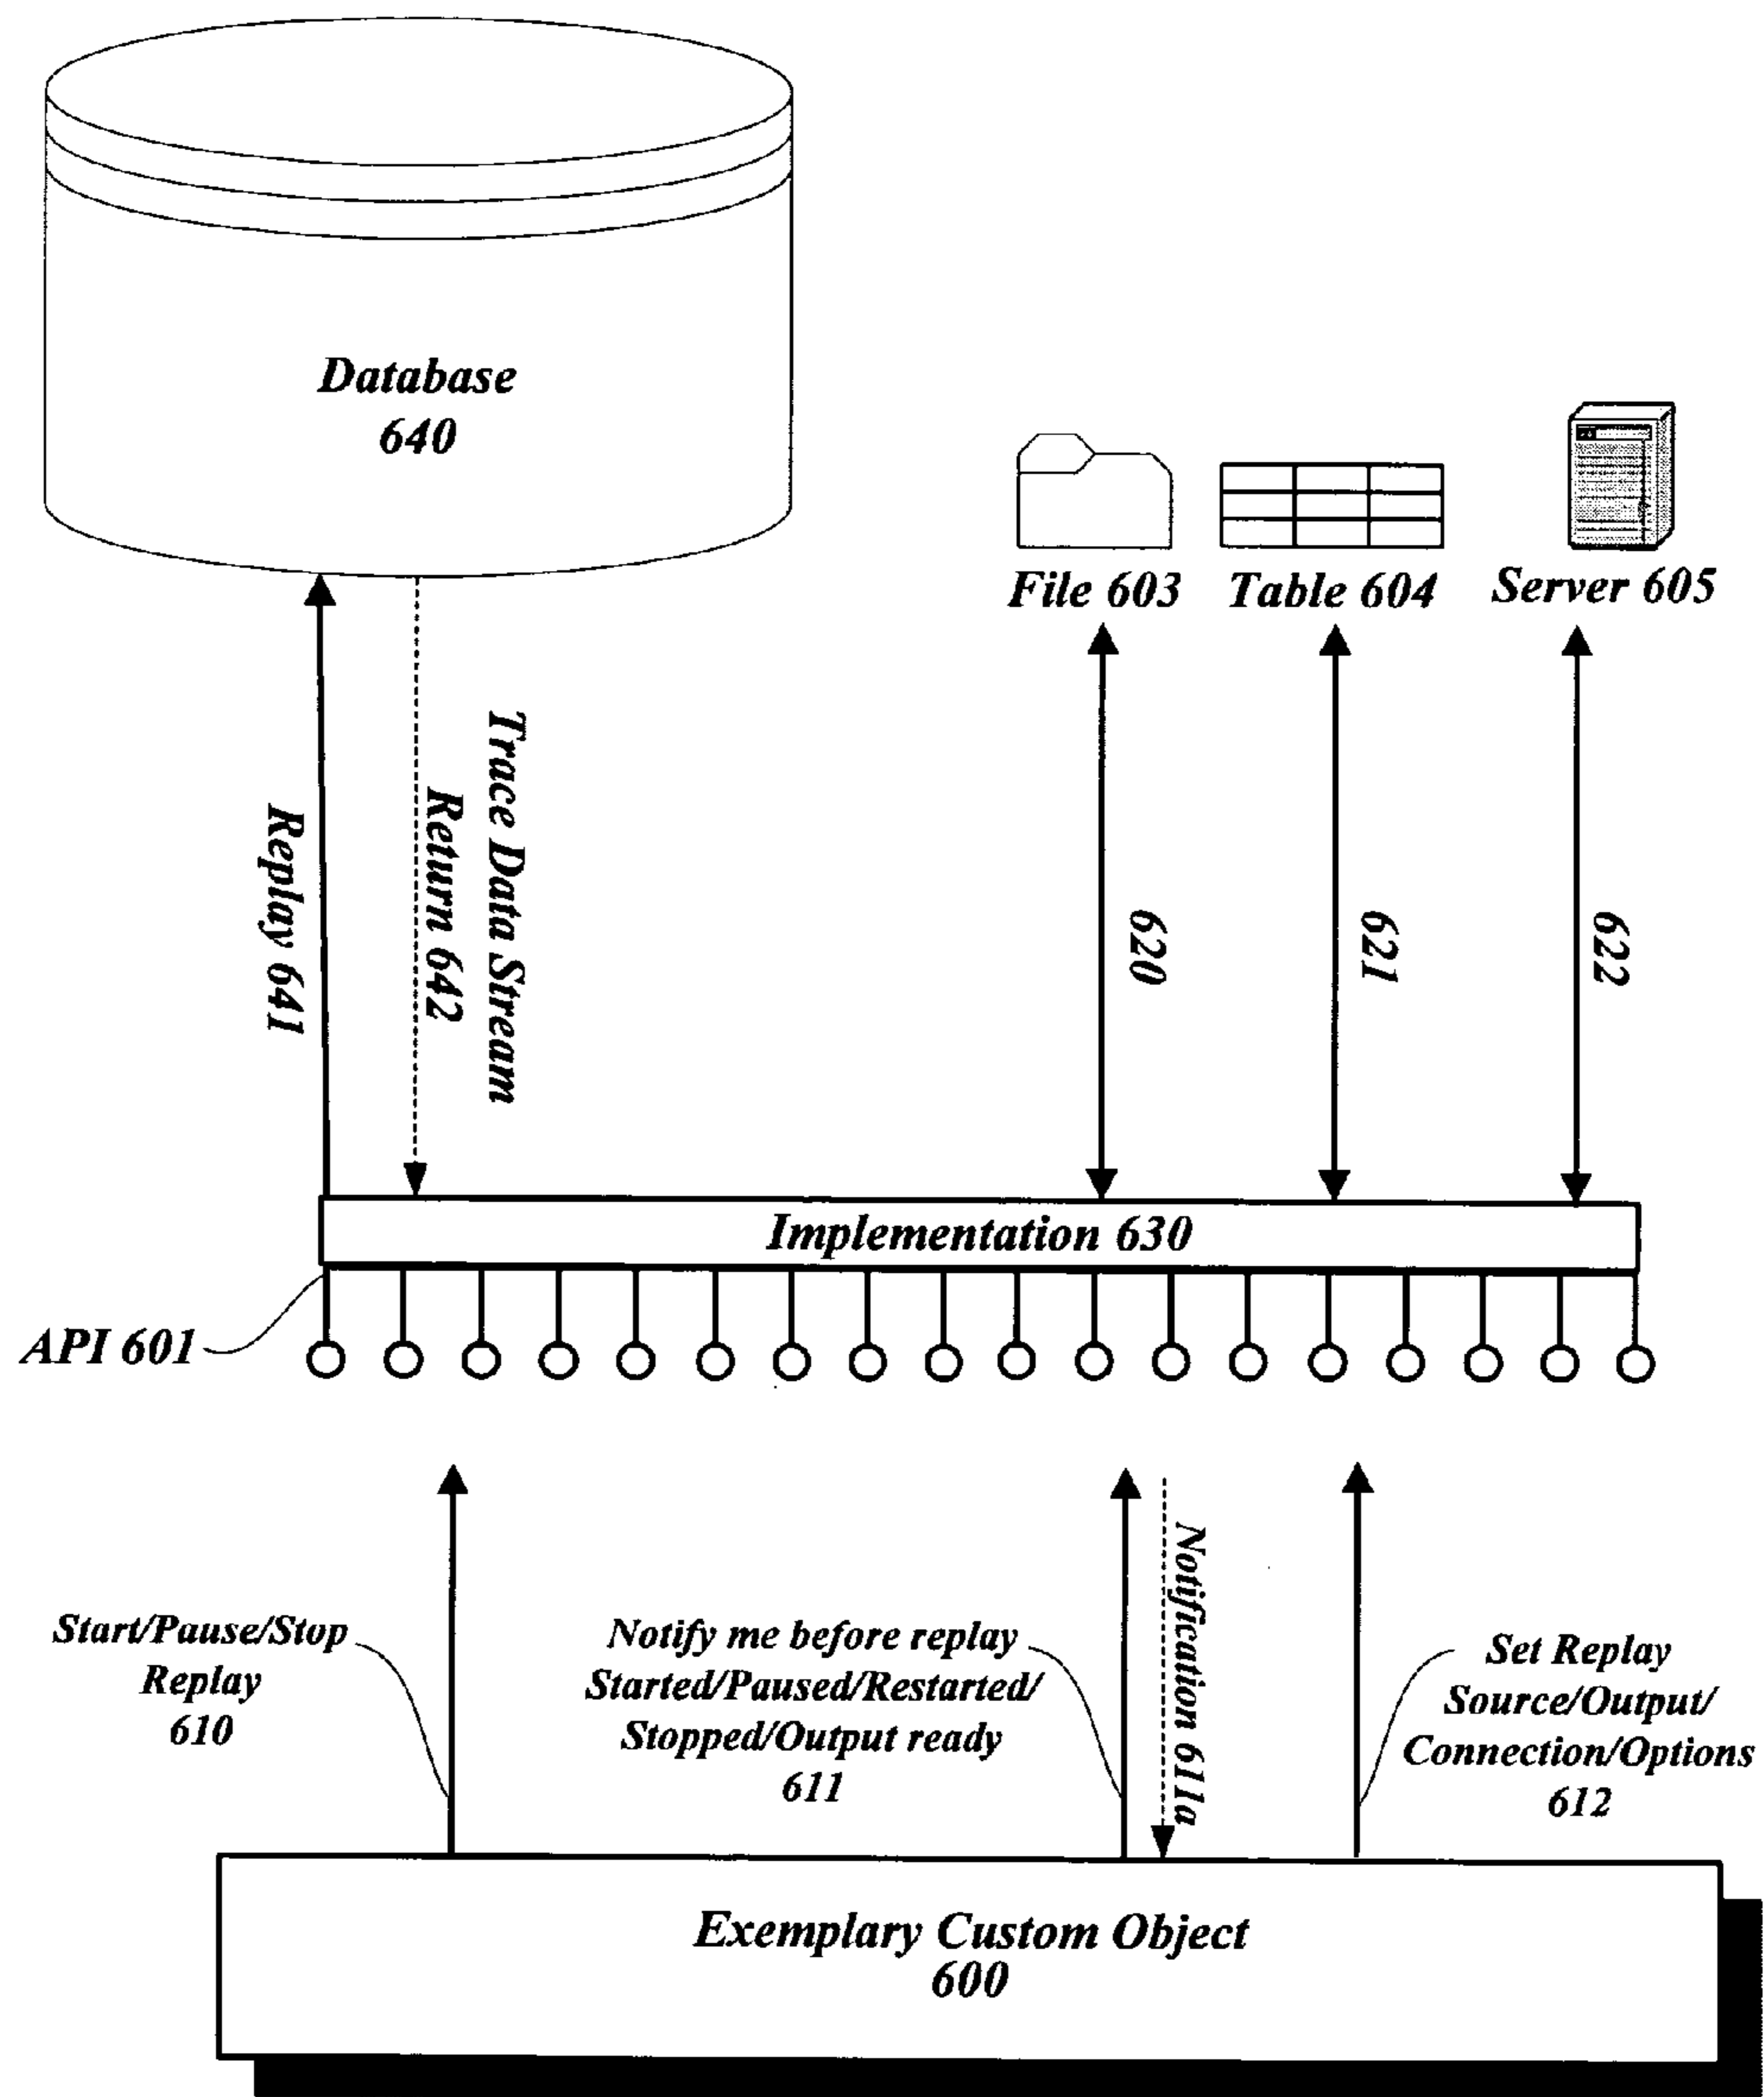 Database
640
File 603
Table 604
Server 605
Replay 641
Trace Data Stream
Return 642
620
621
622
Implementation 630
API 601
Start/Pause/Stop
Replay
610
Notify me before replay
Started/Paused/Restarted/
Stopped/Output ready
611
Notification 611a
Set Replay
Source/Output/
Connection/Options
612
Exemplary Custom Object
600